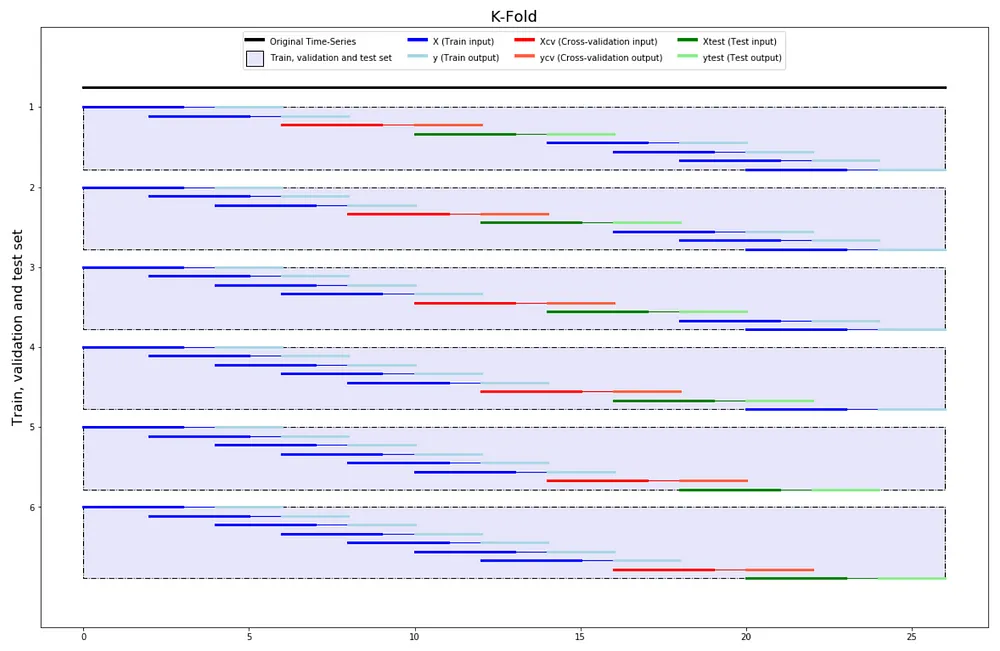 K-Fold
Original Time-Series
Train, validation and test set
X (Train input)
y (Train output)
Xcv (Cross-validation input)
ycv (Cross-validation output)
Xtest (Test input)
ytest (Test output)
Train, validation and test set
1
2
3
4
5
6
0 5 10 15 20 25